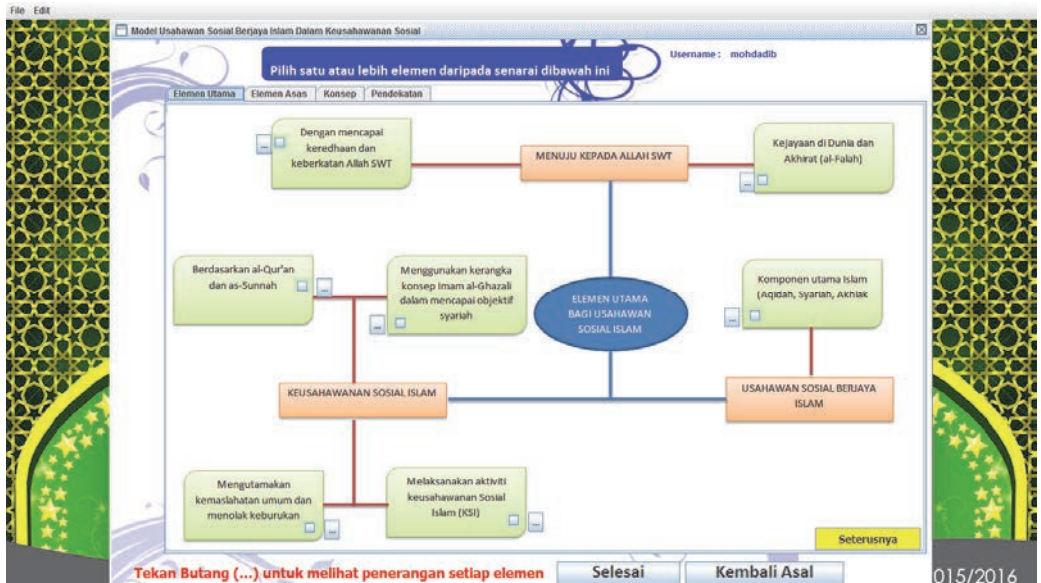 File Edit
Model Usahawan Sosial Berjaya Islam Dalam Keusahawanan Sosial
Pilih satu atau lebih elemen daripada senarai dibawah ini
Username : mohdadib
Elemen Utama Elemen Asas Konsep Pendekatan
Dengan mencapai
keredhaan dan
keberkatan Allah SWT
...
MENUJU KEPADA ALLAH SWT
Kejayaan di Dunia dan
Akhirat (al-Falah)
...
Berdasarkan al-Qur'an
dan as-Sunnah
...
Menggunakan kerangka
konsep Imam al-Ghazali
dalam mencapai objektif
syariah
...
ELEMEN UTAMA
BAGI USAHAWAN
SOSIAL ISLAM
Komponen utama Islam
(Aqidah, Syariah, Akhlak
...
KEUSAHAWANAN SOSIAL ISLAM
USAHAWAN SOSIAL BERJAYA
ISLAM
Mengutamakan
kemaslahatan umum dan
menolak keburukan
...
Melaksanakan aktiviti
keusahawanan Sosial
Islam (KSI)
...
Seterusnya
Tekan Butang (...) untuk melihat penerangan setiap elemen
Selesai
Kembali Asal
015/2016